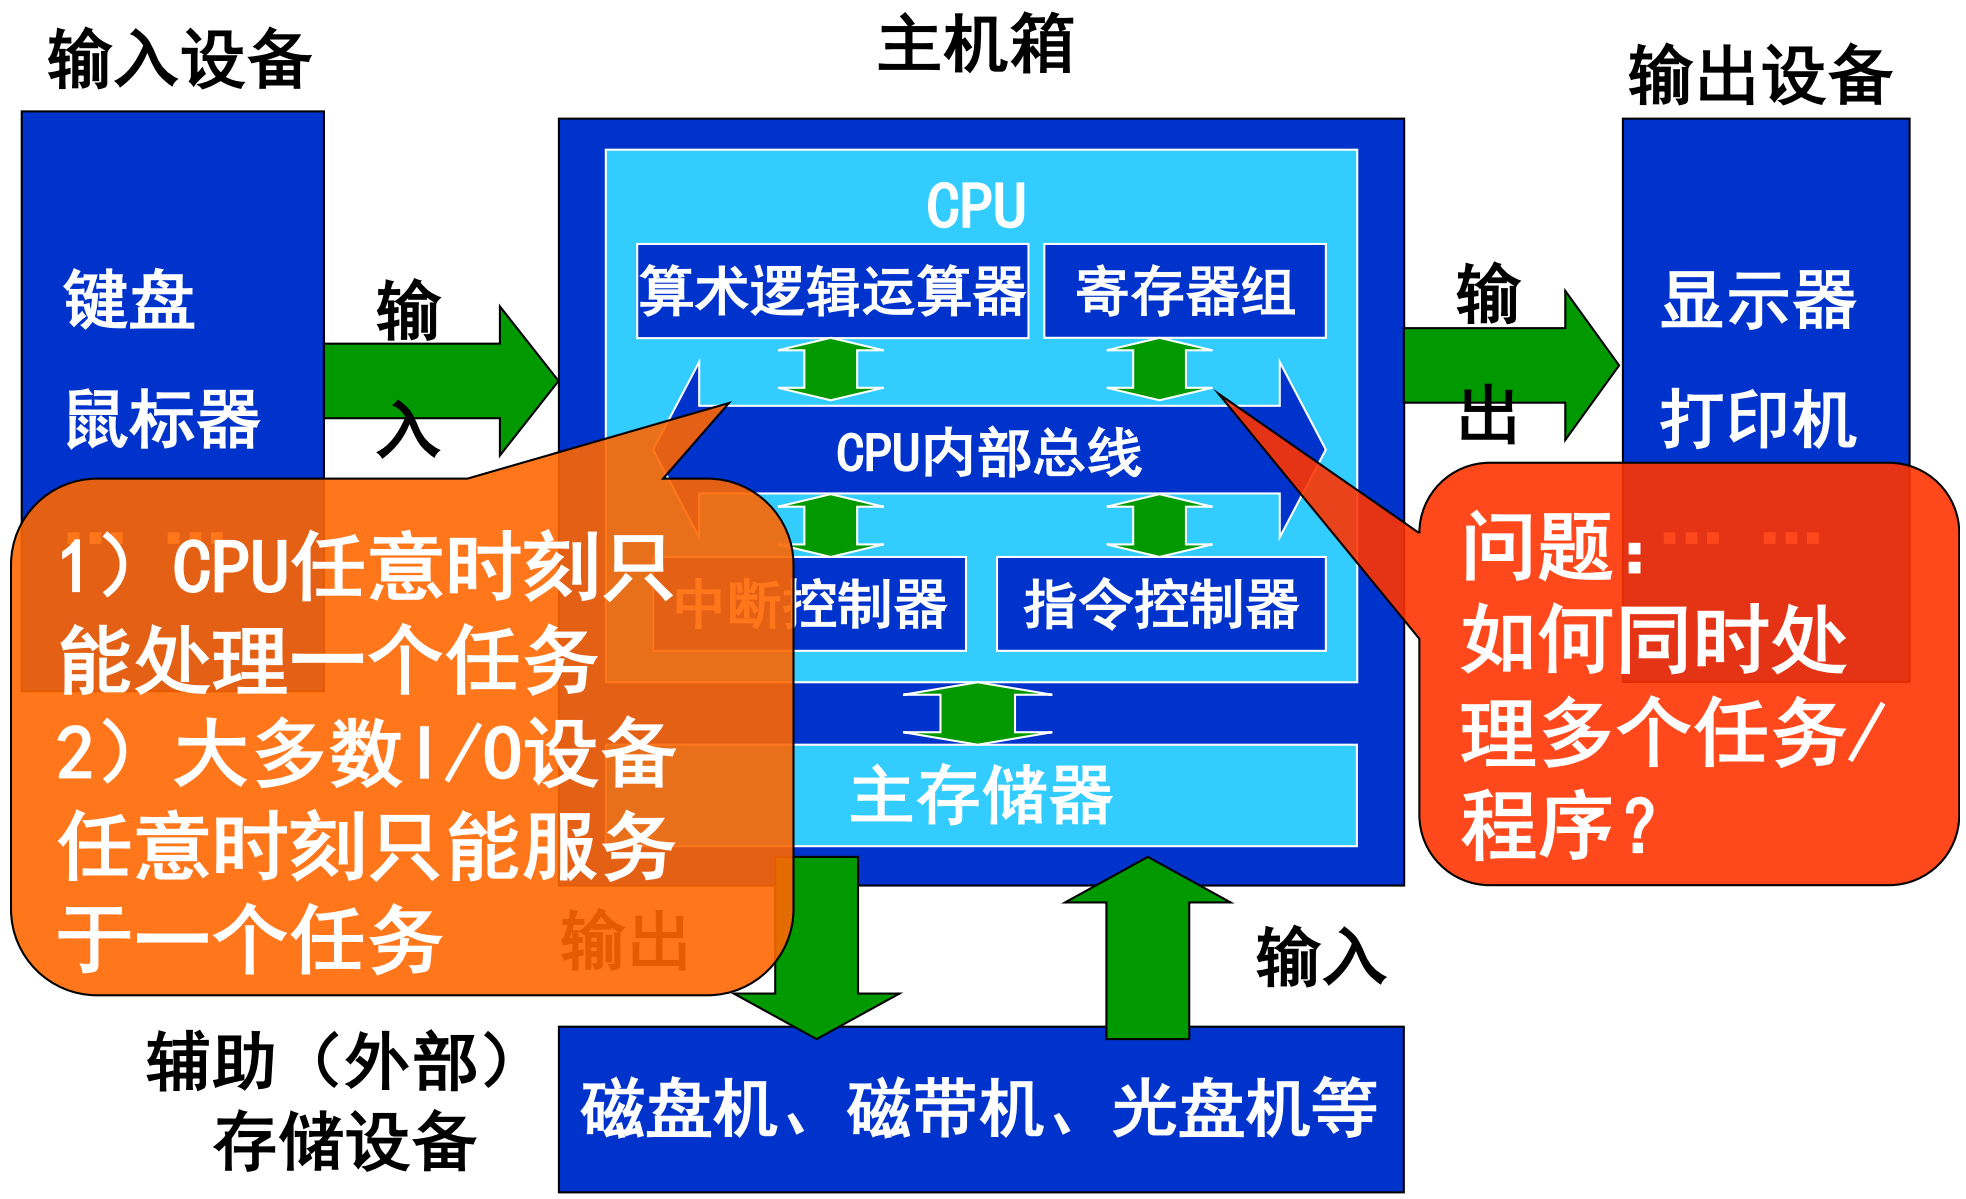 输入设备
主机箱
输出设备
键盘
鼠标器
… …
输
入
CPU
算术逻辑运算器
寄存器组
CPU内部总线
中断控制器
指令控制器
主存储器
输
出
显示器
打印机
… …
1）CPU任意时刻只
能处理一个任务
2）大多数I/O设备
任意时刻只能服务
于一个任务
问题：
如何同时处
理多个任务/
程序？
输出
输入
辅助（外部）
存储设备
磁盘机、磁带机、光盘机等